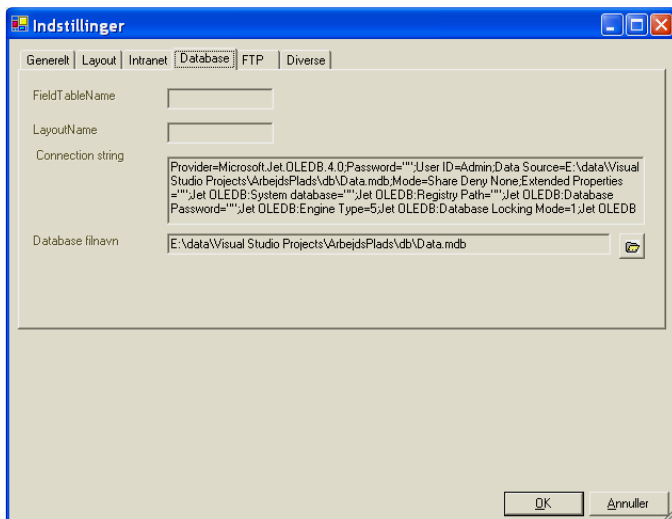 Indstillinger
Generelt Layout Intranet Database FTP Diverse
FieldTableName
LayoutName
Connection string
Provider=Microsoft.Jet.OLEDB.4.0;Password="";User ID=Admin;Data Source=E:\data\Visual
Studio Projects\ArbejdsPlads\db\Data.mdb;Mode=Share Deny None;Extended Properties
="";Jet OLEDB:System database="";Jet OLEDB:Registry Path="";Jet OLEDB:Database
Password="";Jet OLEDB:Engine Type=5;Jet OLEDB:Database Locking Mode=1;Jet OLEDB
Database filnavn
E:\data\Visual Studio Projects\ArbejdsPlads\db\Data.mdb
OK Annuller